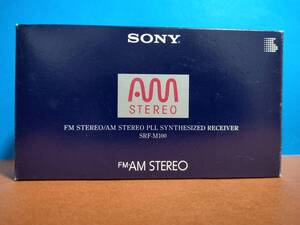 SONY
AM
STEREO
FM STEREO/AM STEREO PLL SYNTHESIZED RECEIVER
SRF-M100
FM/AM STEREO